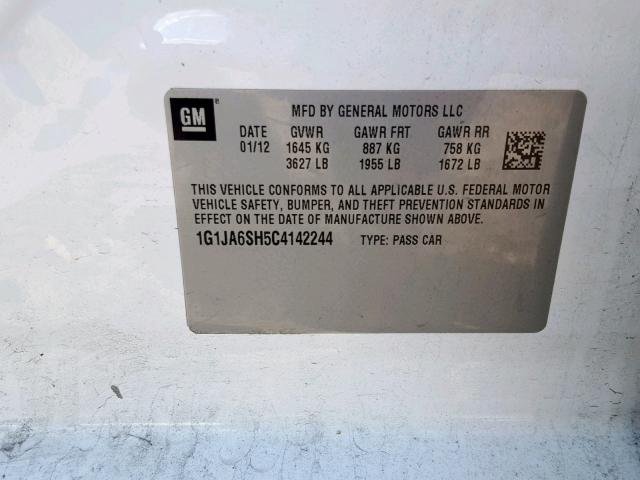 GM ®
MFD BY GENERAL MOTORS LLC
DATE GVWR GAWR FRT GAWR RR
01/12 1645 KG 887 KG 758 KG
3627 LB 1955 LB 1672 LB
THIS VEHICLE CONFORMS TO ALL APPLICABLE U.S. FEDERAL MOTOR
VEHICLE SAFETY, BUMPER, AND THEFT PREVENTION STANDARDS IN
EFFECT ON THE DATE OF MANUFACTURE SHOWN ABOVE.
1G1JA6SH5C4142244 TYPE: PASS CAR